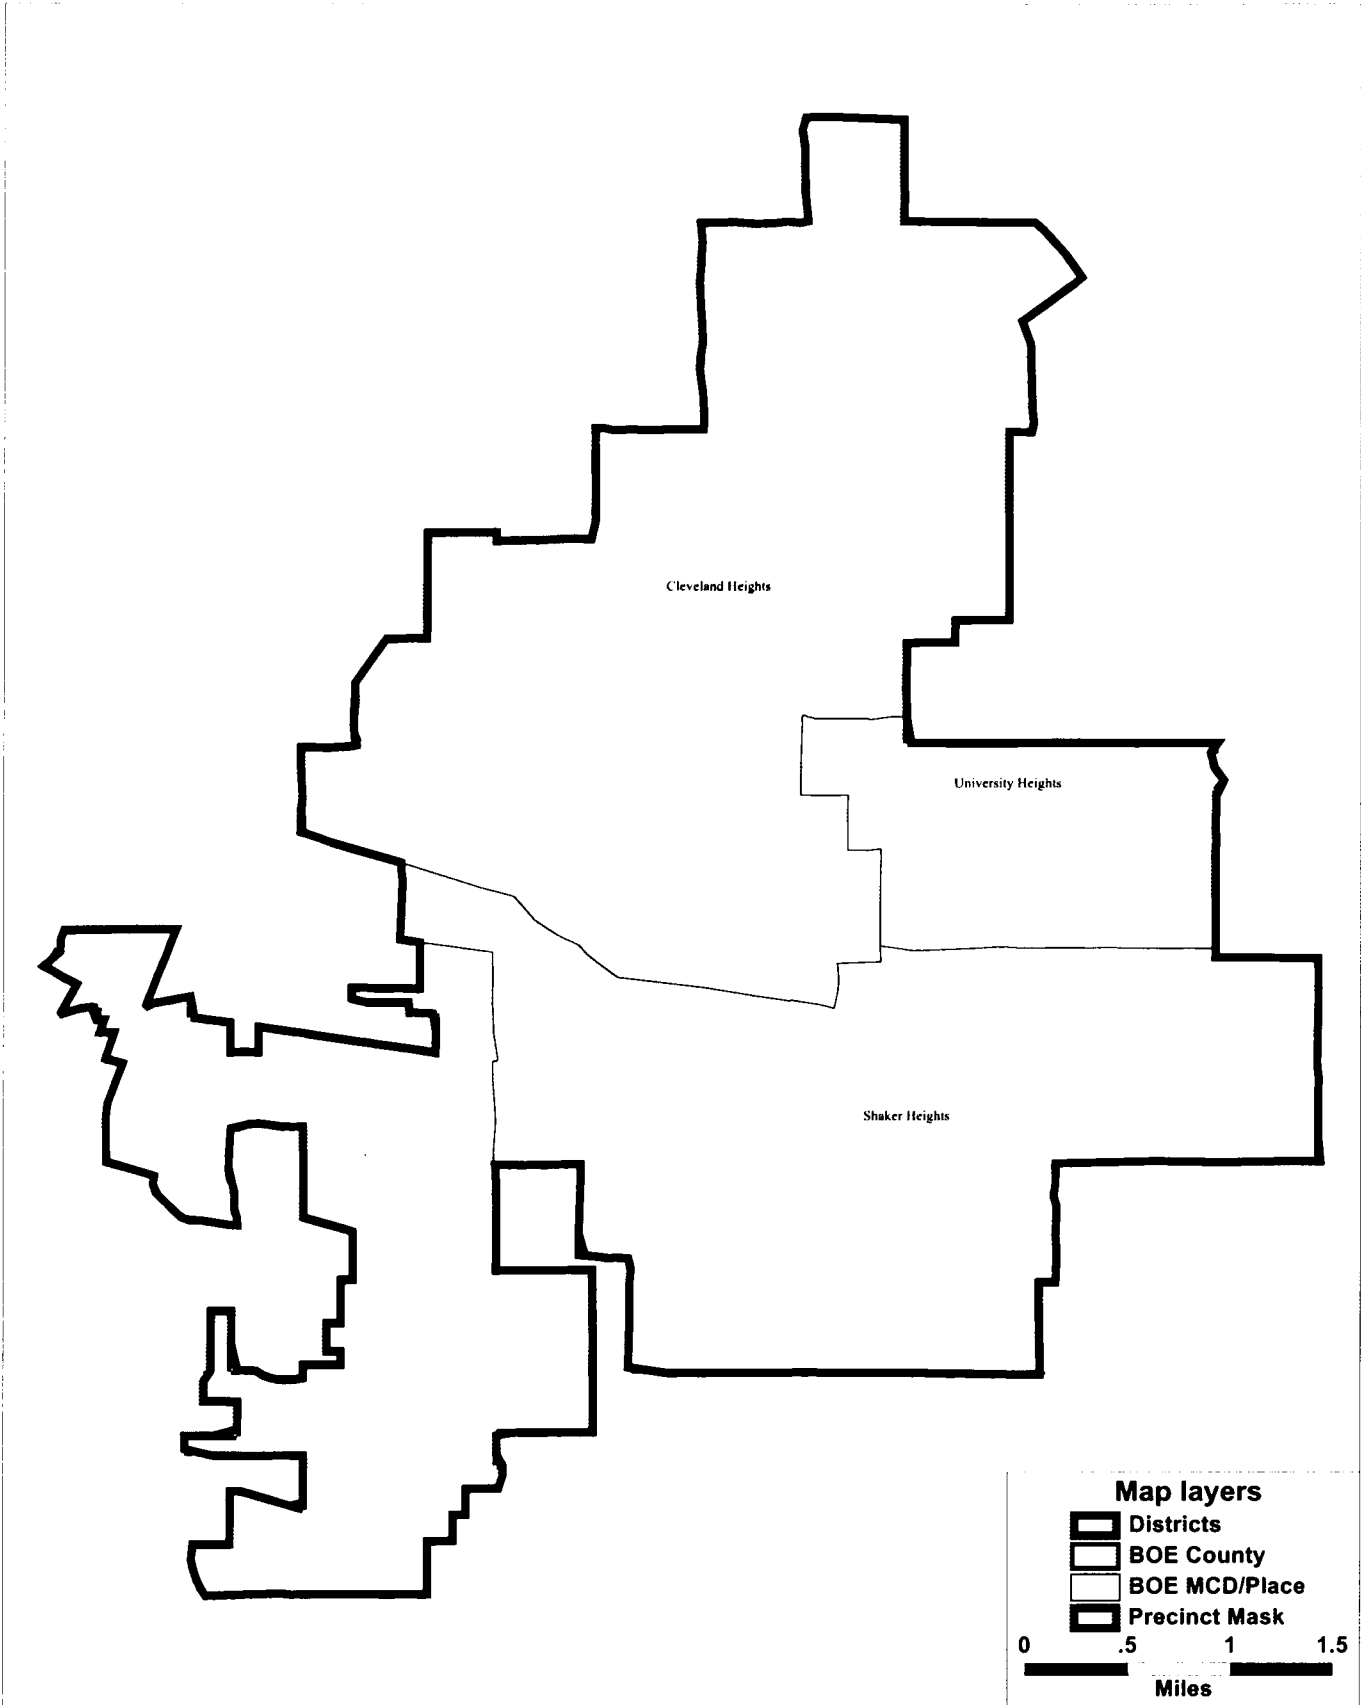 Cleveland Heights
University Heights
Shaker Heights
Map layers
Districts
BOE County
BOE MCD/Place
Precinct Mask
0 .5 1 1.5
Miles